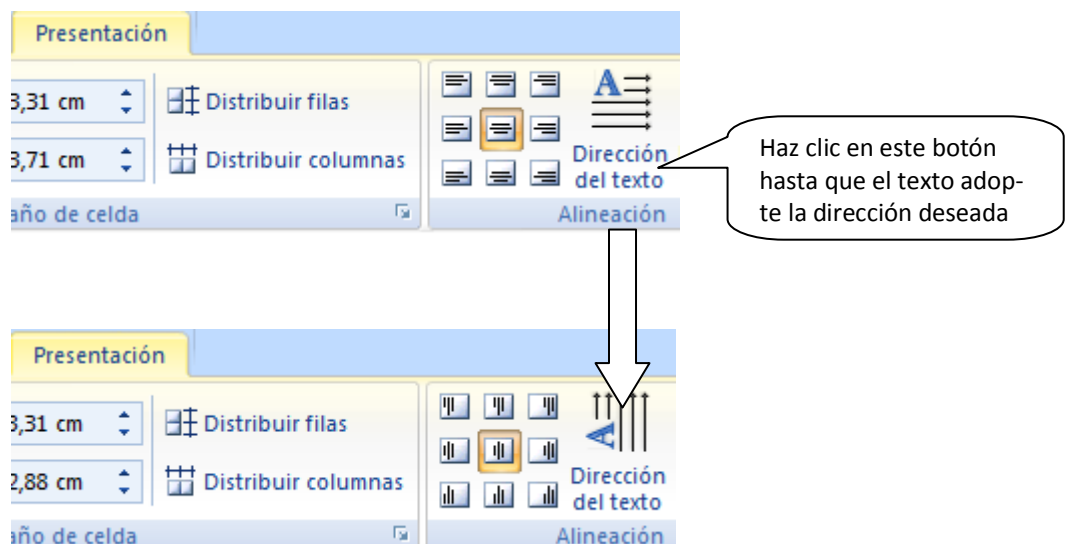 Presentación
3,31 cm
Distribuir filas
3,71 cm
Distribuir columnas
Dirección
del texto
año de celda
Alineación
Haz clic en este botón
hasta que el texto adop-
te la dirección deseada
Presentación
3,31 cm
Distribuir filas
2,88 cm
Distribuir columnas
Dirección
del texto
año de celda
Alineación